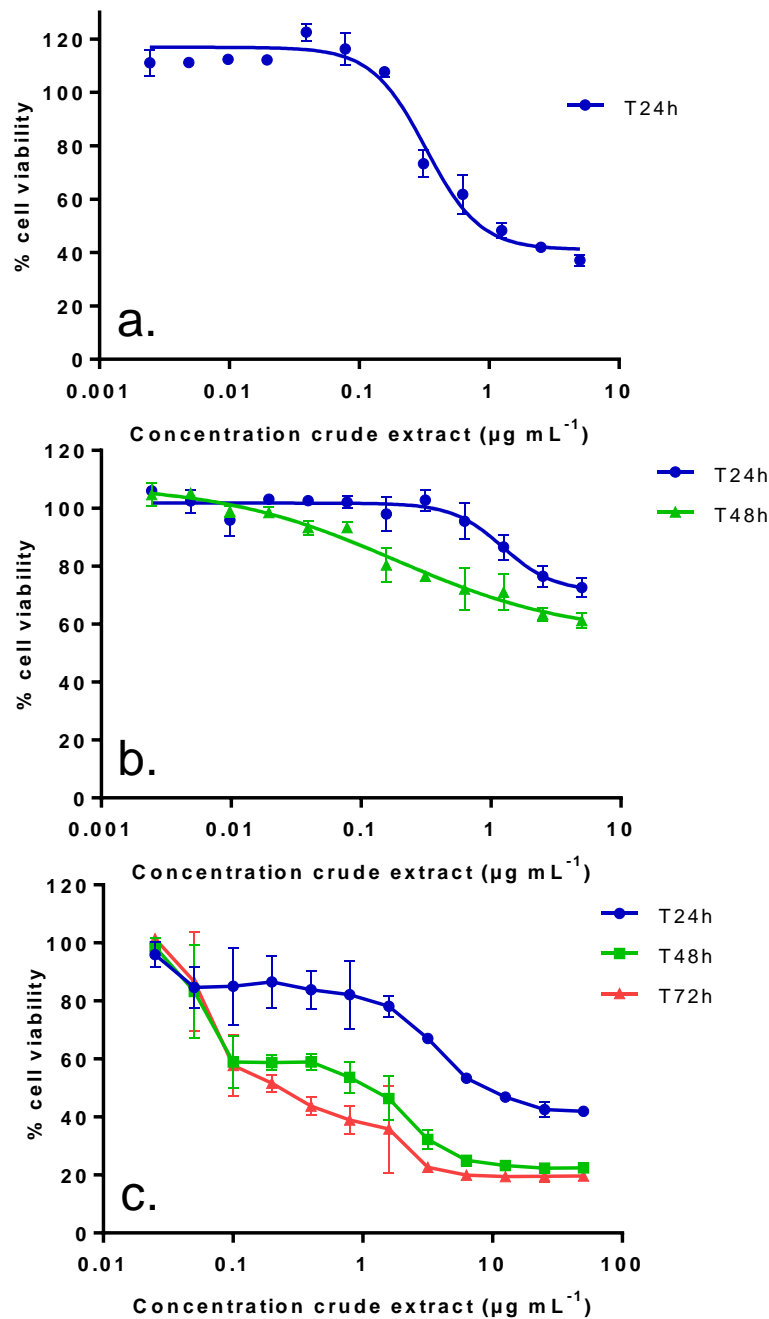 120
100
80
60
40
20
0
% cell viability
T24h
a.
0.001 0.01 0.1 1 10
Concentration crude extract (µg mL-1)
120
100
80
60
40
20
0
% cell viability
T24h
T48h
b.
0.001 0.01 0.1 1 10
Concentration crude extract (µg mL-1)
120
100
80
60
40
20
0
% cell viability
T24h
T48h
T72h
c.
0.01 0.1 1 10 100
Concentration crude extract (µg mL-1)